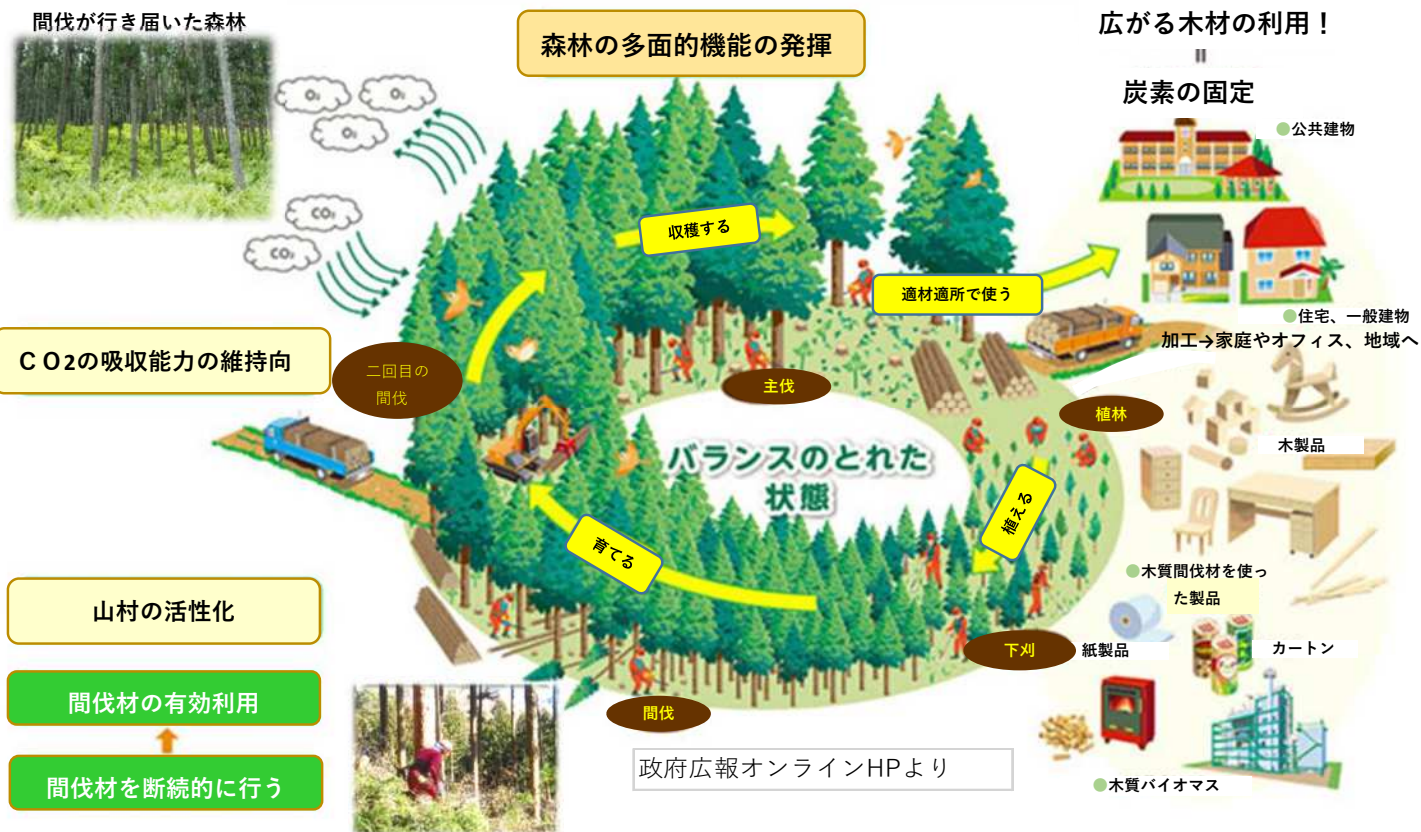 間伐が行き届いた森林
森林の多面的機能の発揮
広がる木材の利用！
=
炭素の固定
公共建物
O₂
O₂
O₂
CO₂
CO₂
収穫する
適材適所で使う
住宅、一般建物
加工→家庭やオフィス、地域へ
ＣＯ2の吸収能力の維持向
二回目の
間伐
主伐
植林
木製品
バランスのとれた
状態
植える
育てる
木質間伐材を使っ
た製品
山村の活性化
下刈
紙製品
カートン
間伐材の有効利用
間伐
政府広報オンラインHPより
間伐材を断続的に行う
木質バイオマス